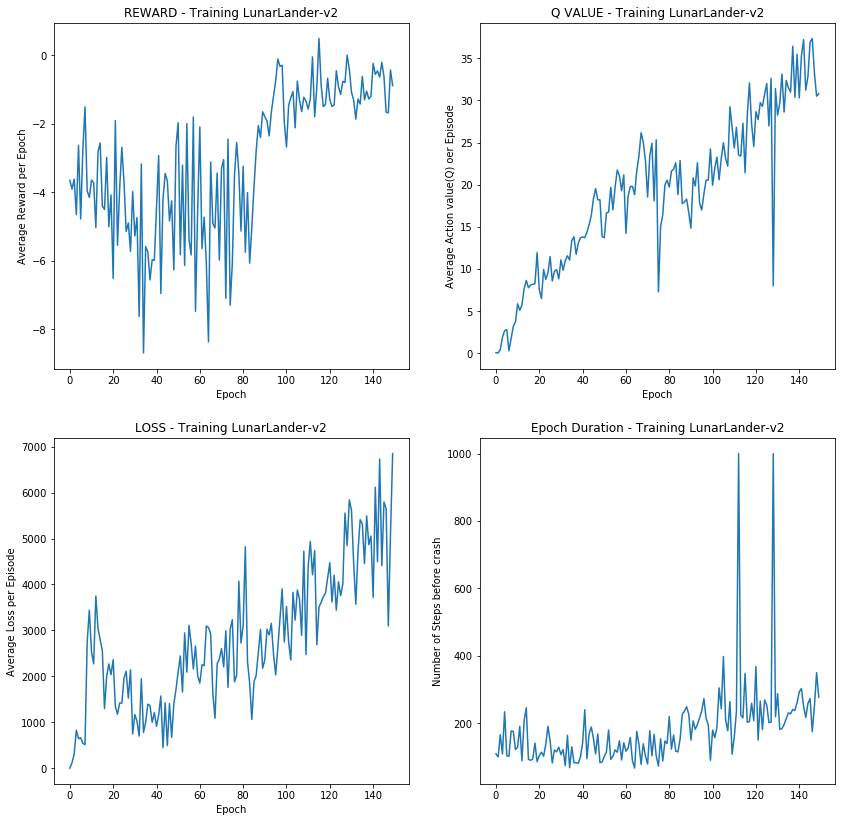 REWARD - Training LunarLander-v2
Average Reward per Epoch
0
−2
−4
−6
−8
0 20 40 60 80 100 120 140
Epoch
Q VALUE - Training LunarLander-v2
Average Action value(Q) oer Episode
35
30
25
20
15
10
5
0
0 20 40 60 80 100 120 140
Epoch
LOSS - Training LunarLander-v2
Average Loss per Episode
7000
6000
5000
4000
3000
2000
1000
0
0 20 40 60 80 100 120 140
Epoch
Epoch Duration - Training LunarLander-v2
Number of Steps before crash
1000
800
600
400
200
0 20 40 60 80 100 120 140